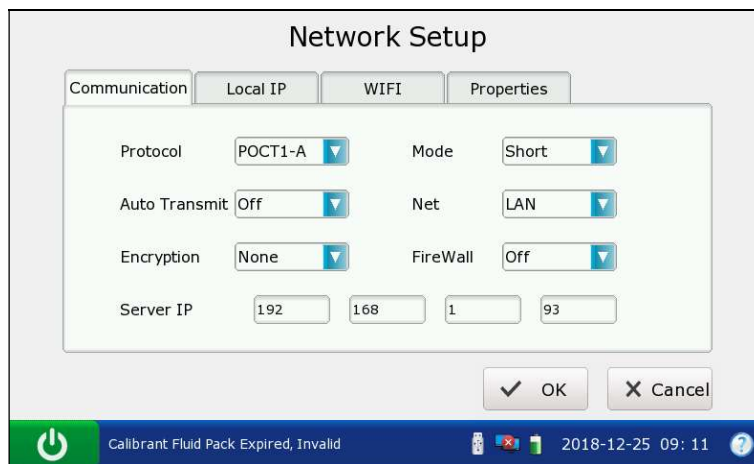 Network Setup
Communication Local IP WIFI Properties
Protocol POCT1-A Mode Short
Auto Transmit Off Net LAN
Encryption None FireWall Off
Server IP 192 168 1 93
OK Cancel
Calibrant Fluid Pack Expired, Invalid 2018-12-25 09: 11 ?